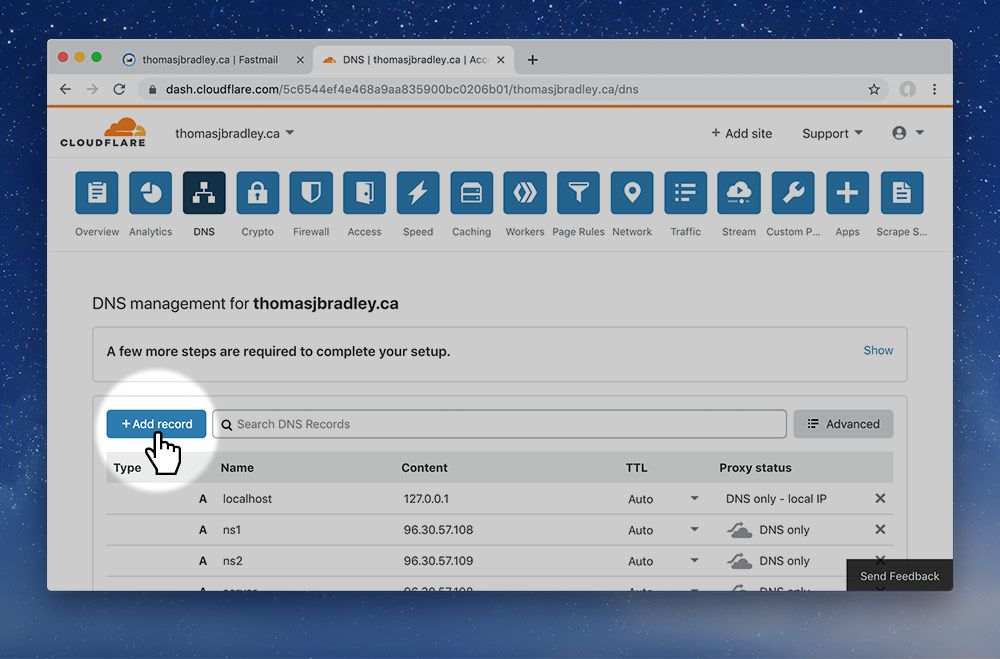 thomasjbradley.ca | Fastmail
DNS | thomasjbradley.ca | Acc
dash.cloudflare.com/5c6544ef4e468a9aa835900bc0206b01/thomasjbradley.ca/dns
CLOUDFLARE
thomasjbradley.ca
+ Add site
Support
Overview Analytics DNS Crypto Firewall Access Speed Caching Workers Page Rules Network Traffic Stream Custom P... Apps Scrape S...
DNS management for thomasjbradley.ca
A few more steps are required to complete your setup.
Show
+ Add record
Search DNS Records
Advanced
Type Name Content TTL Proxy status
A localhost 127.0.0.1 Auto DNS only - local IP
A ns1 96.30.57.108 Auto DNS only
A ns2 96.30.57.109 Auto DNS only
A server 96.30.57.108 Auto DNS only
Send Feedback